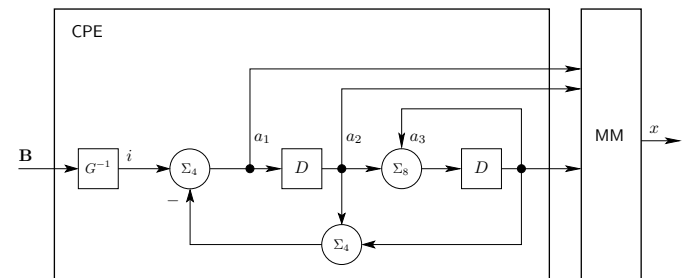 CPE
a₁ a₂ a₃
B G⁻¹ i Σ₄ D Σ₈ D MM x
−
Σ₄